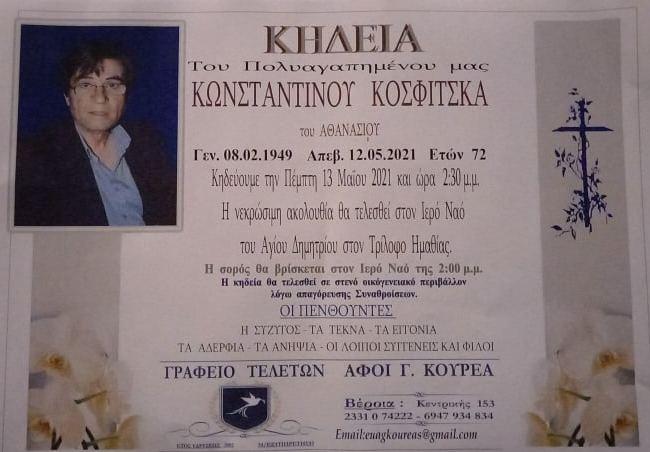 ΚΗΔΕΙΑ
Του Πολυαγαπημένου μας
ΚΩΝΣΤΑΝΤΙΝΟΥ ΚΟΣΦΙΤΣΚΑ
του ΑΘΑΝΑΣΙΟΥ
Γεν. 08.02.1949 Απεβ. 12.05.2021 Ετών 72
Κηδεύουμε την Πέμπτη 13 Μαΐου 2021 και ώρα 2:30 μ.μ.
Η νεκρώσιμη ακολουθία θα τελεσθεί στον Ιερό Ναό
του Αγίου Δημητρίου στον Τρίλοφο Ημαθίας.
Η σορός θα βρίσκεται στον Ιερό Ναό της 2:00 μ.μ.
Η κηδεία θα τελεσθεί σε στενό οικόγενειακό περιβάλλον
λόγω απαγόρευσης Συναθροίσεων.
ΟΙ ΠΕΝΘΟΥΝΤΕΣ
Η ΣΥΖΥΓΟΣ - ΤΑ ΤΕΚΝΑ - ΤΑ ΕΓΓΟΝΙΑ
ΤΑ ΑΔΕΡΦΙΑ - ΤΑ ΑΝΗΨΙΑ - ΟΙ ΛΟΙΠΟΙ ΣΥΓΓΕΝΕΙΣ ΚΑΙ ΦΙΛΟΙ
ΓΡΑΦΕΙΟ ΤΕΛΕΤΩΝ ΑΦΟΙ Γ. ΚΟΥΡΕΑ
Βέροια : Κεντρικής 153
2331 0 74222 - 6947 934 834
Email:euagkoureas@gmail.com